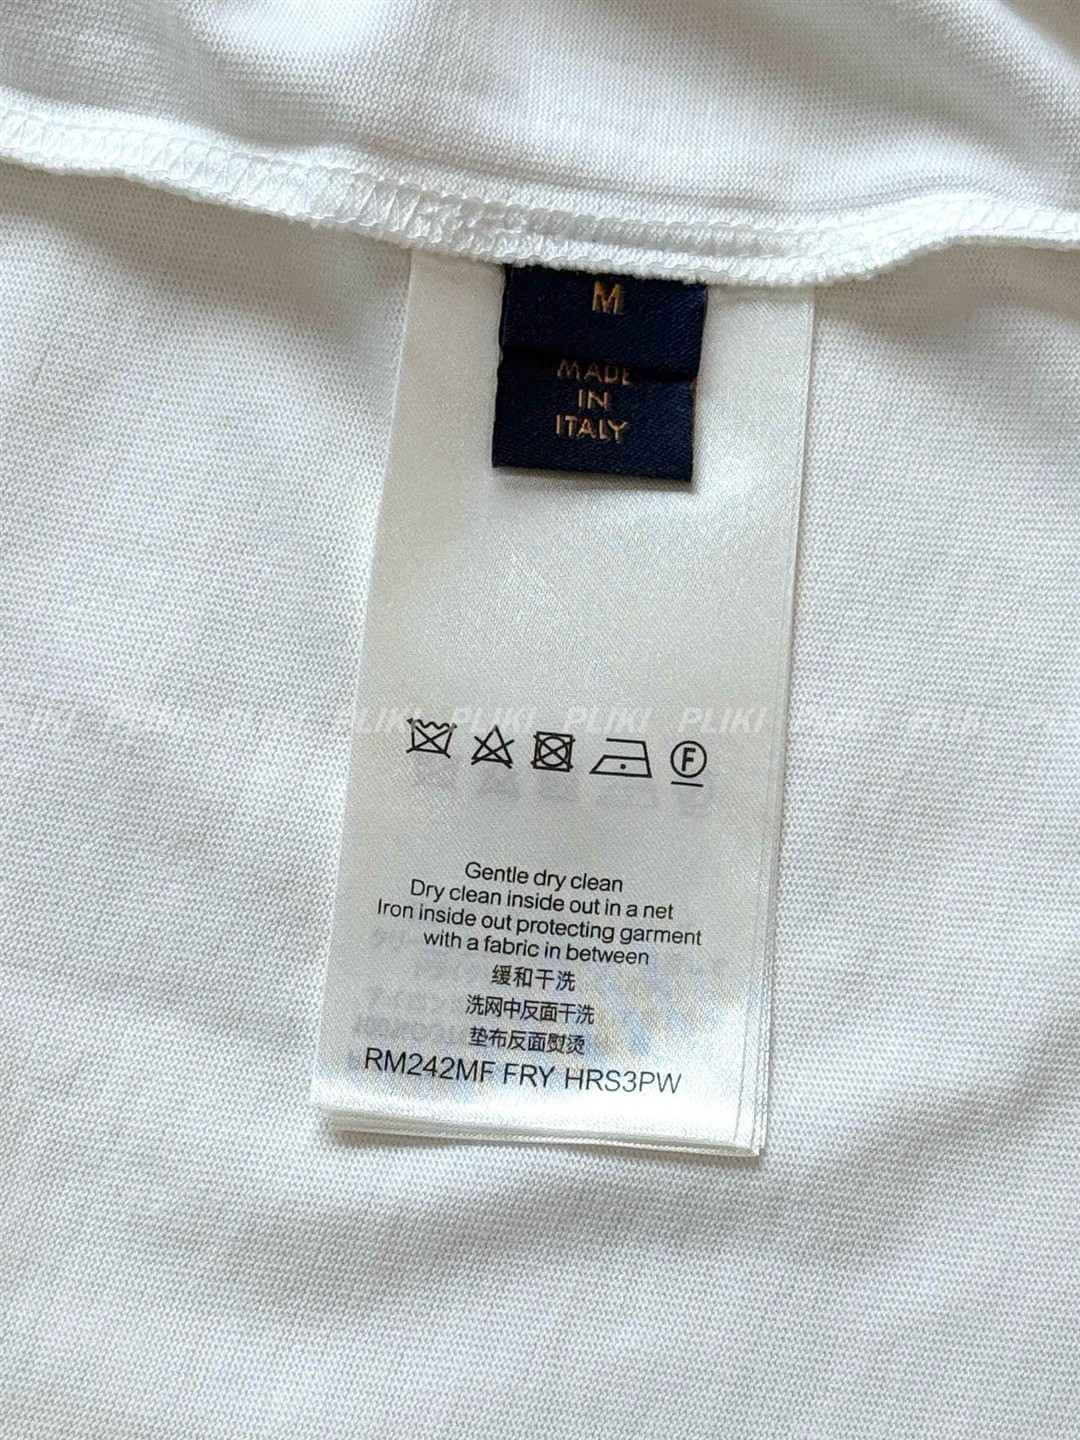 M
MADE
IN
ITALY
PLIKI PLIKI PLIKI PLIKI PLIKI
F
Gentle dry clean
Dry clean inside out in a net
Iron inside out protecting garment
with a fabric in between
缓和干洗
洗网中反面干洗
垫布反面熨烫
RM242MF FRY HRS3PW